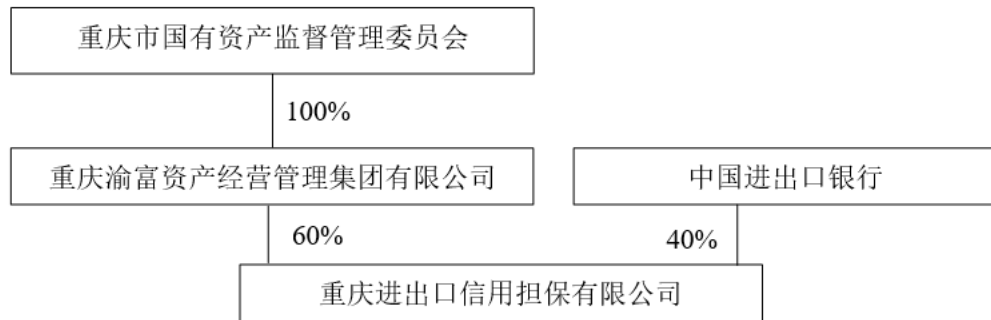 重庆市国有资产监督管理委员会
100%
重庆渝富资产经营管理集团有限公司
中国进出口银行
60%
40%
重庆进出口信用担保有限公司